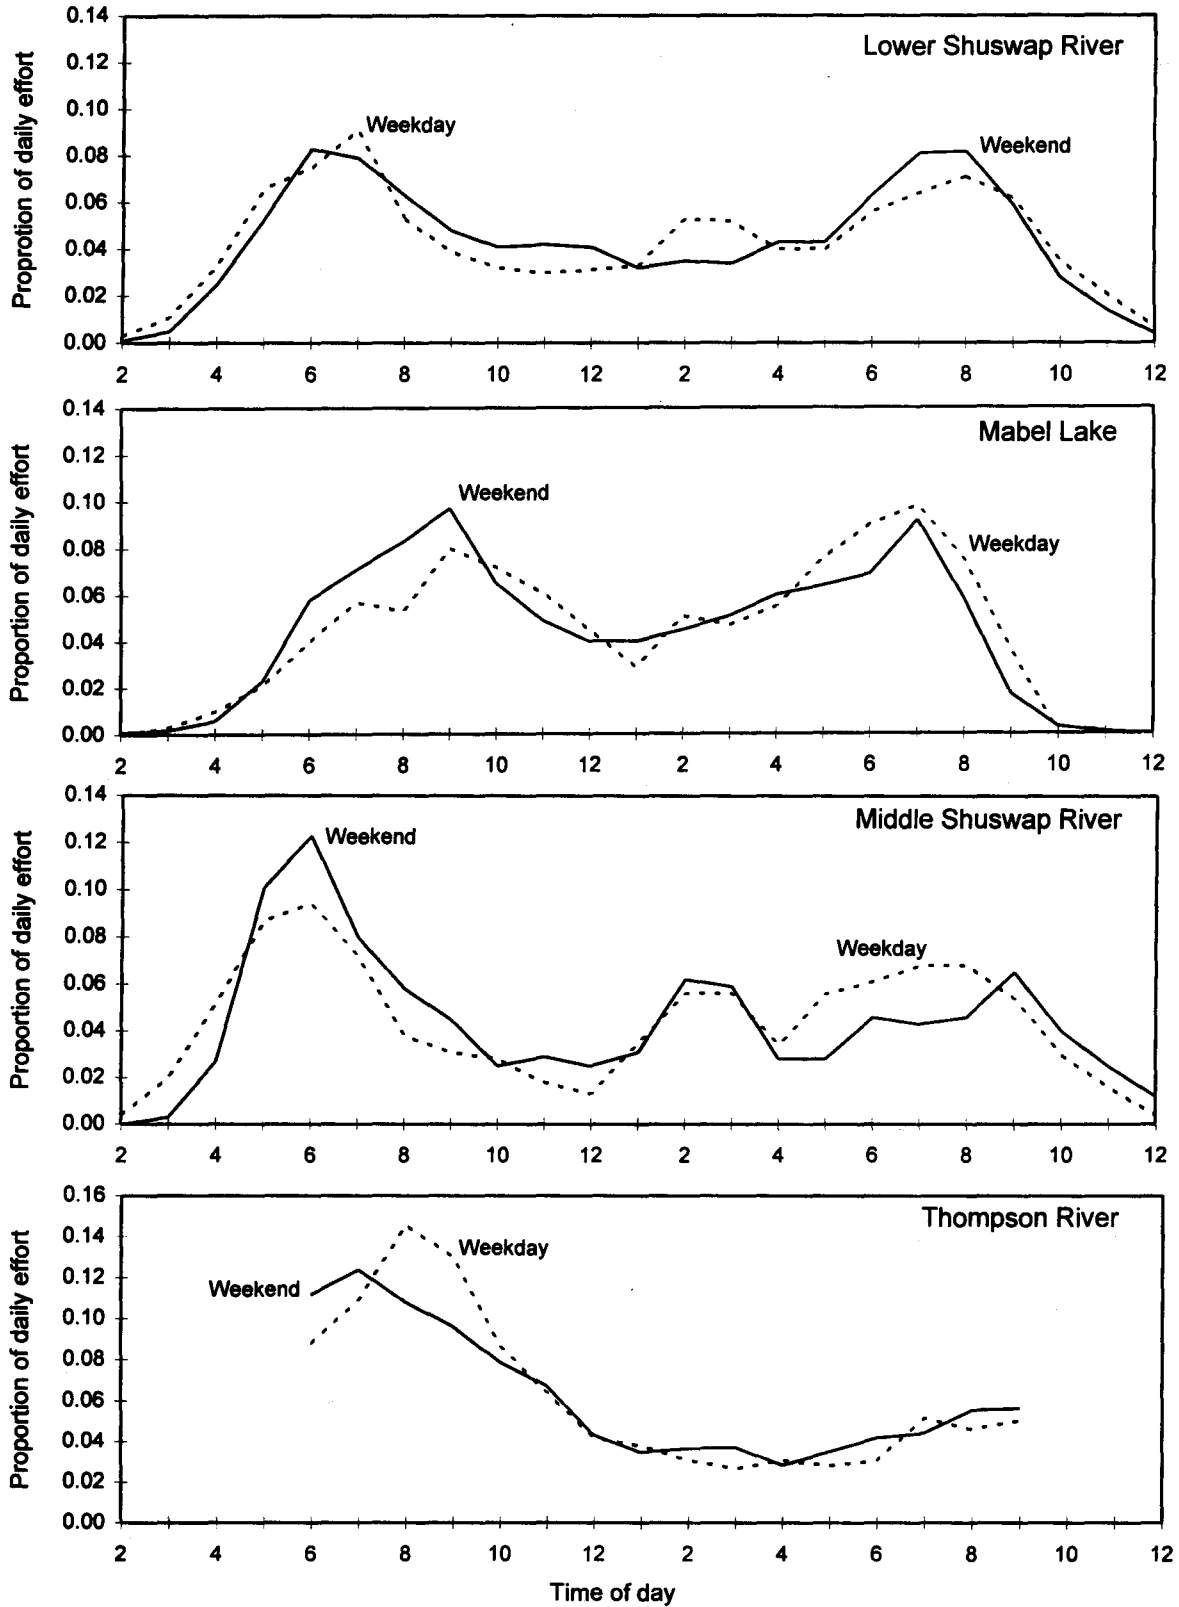 Proprotion of daily effort
0.14
0.12
0.10
0.08
0.06
0.04
0.02
0.00
Lower Shuswap River
Weekday
Weekend
2 4 6 8 10 12 2 4 6 8 10 12
Proportion of daily effort
0.14
0.12
0.10
0.08
0.06
0.04
0.02
0.00
Mabel Lake
Weekend
Weekday
2 4 6 8 10 12 2 4 6 8 10 12
Proportion of daily effort
0.14
0.12
0.10
0.08
0.06
0.04
0.02
0.00
Middle Shuswap River
Weekend
Weekday
2 4 6 8 10 12 2 4 6 8 10 12
Proportion of daily effort
0.16
0.14
0.12
0.10
0.08
0.06
0.04
0.02
0.00
Thompson River
Weekday
Weekend
2 4 6 8 10 12 2 4 6 8 10 12
Time of day